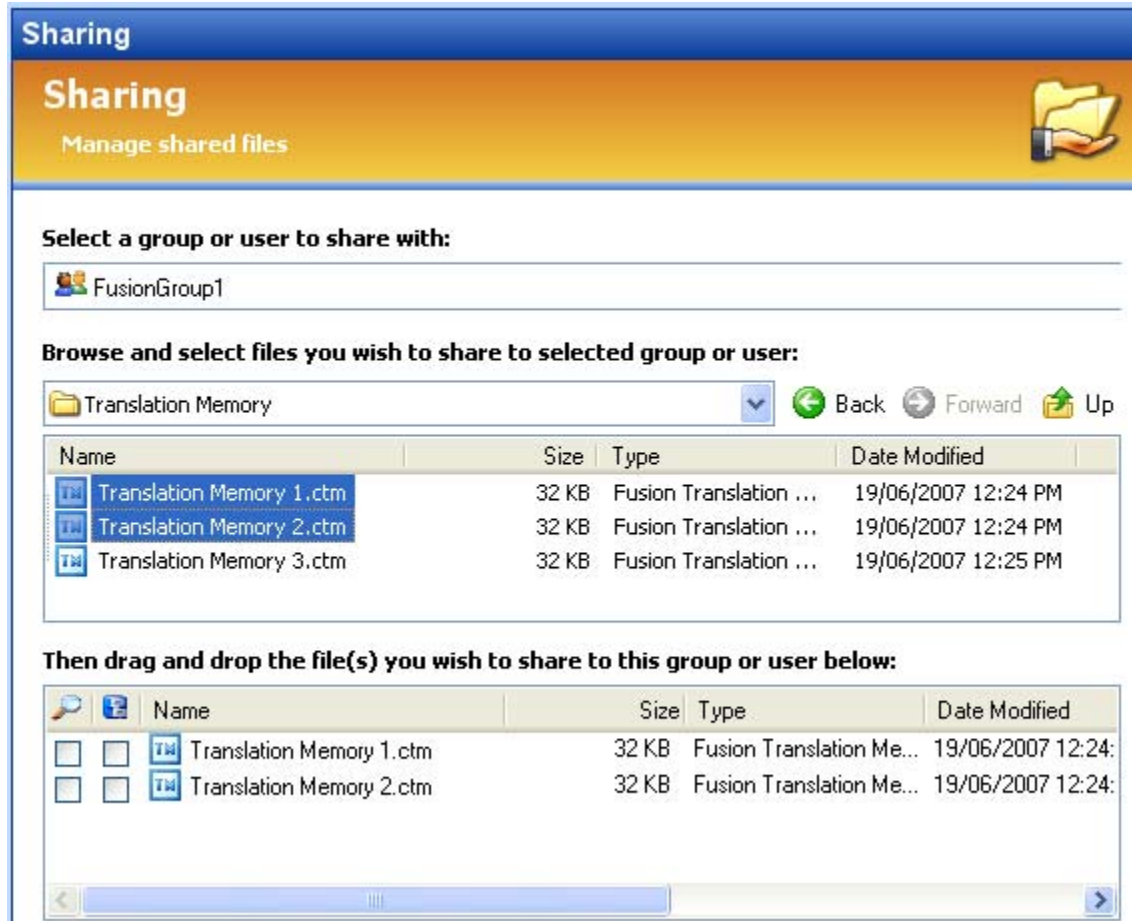 Sharing
Sharing
Manage shared files
Select a group or user to share with:
FusionGroup1
Browse and select files you wish to share to selected group or user:
Translation Memory Back Forward Up
Name Size Type Date Modified
TM Translation Memory 1.ctm 32 KB Fusion Translation ... 19/06/2007 12:24 PM
TM Translation Memory 2.ctm 32 KB Fusion Translation ... 19/06/2007 12:24 PM
TM Translation Memory 3.ctm 32 KB Fusion Translation ... 19/06/2007 12:25 PM
Then drag and drop the file(s) you wish to share to this group or user below:
Name Size Type Date Modified
TM Translation Memory 1.ctm 32 KB Fusion Translation Me... 19/06/2007 12:24:
TM Translation Memory 2.ctm 32 KB Fusion Translation Me... 19/06/2007 12:24: